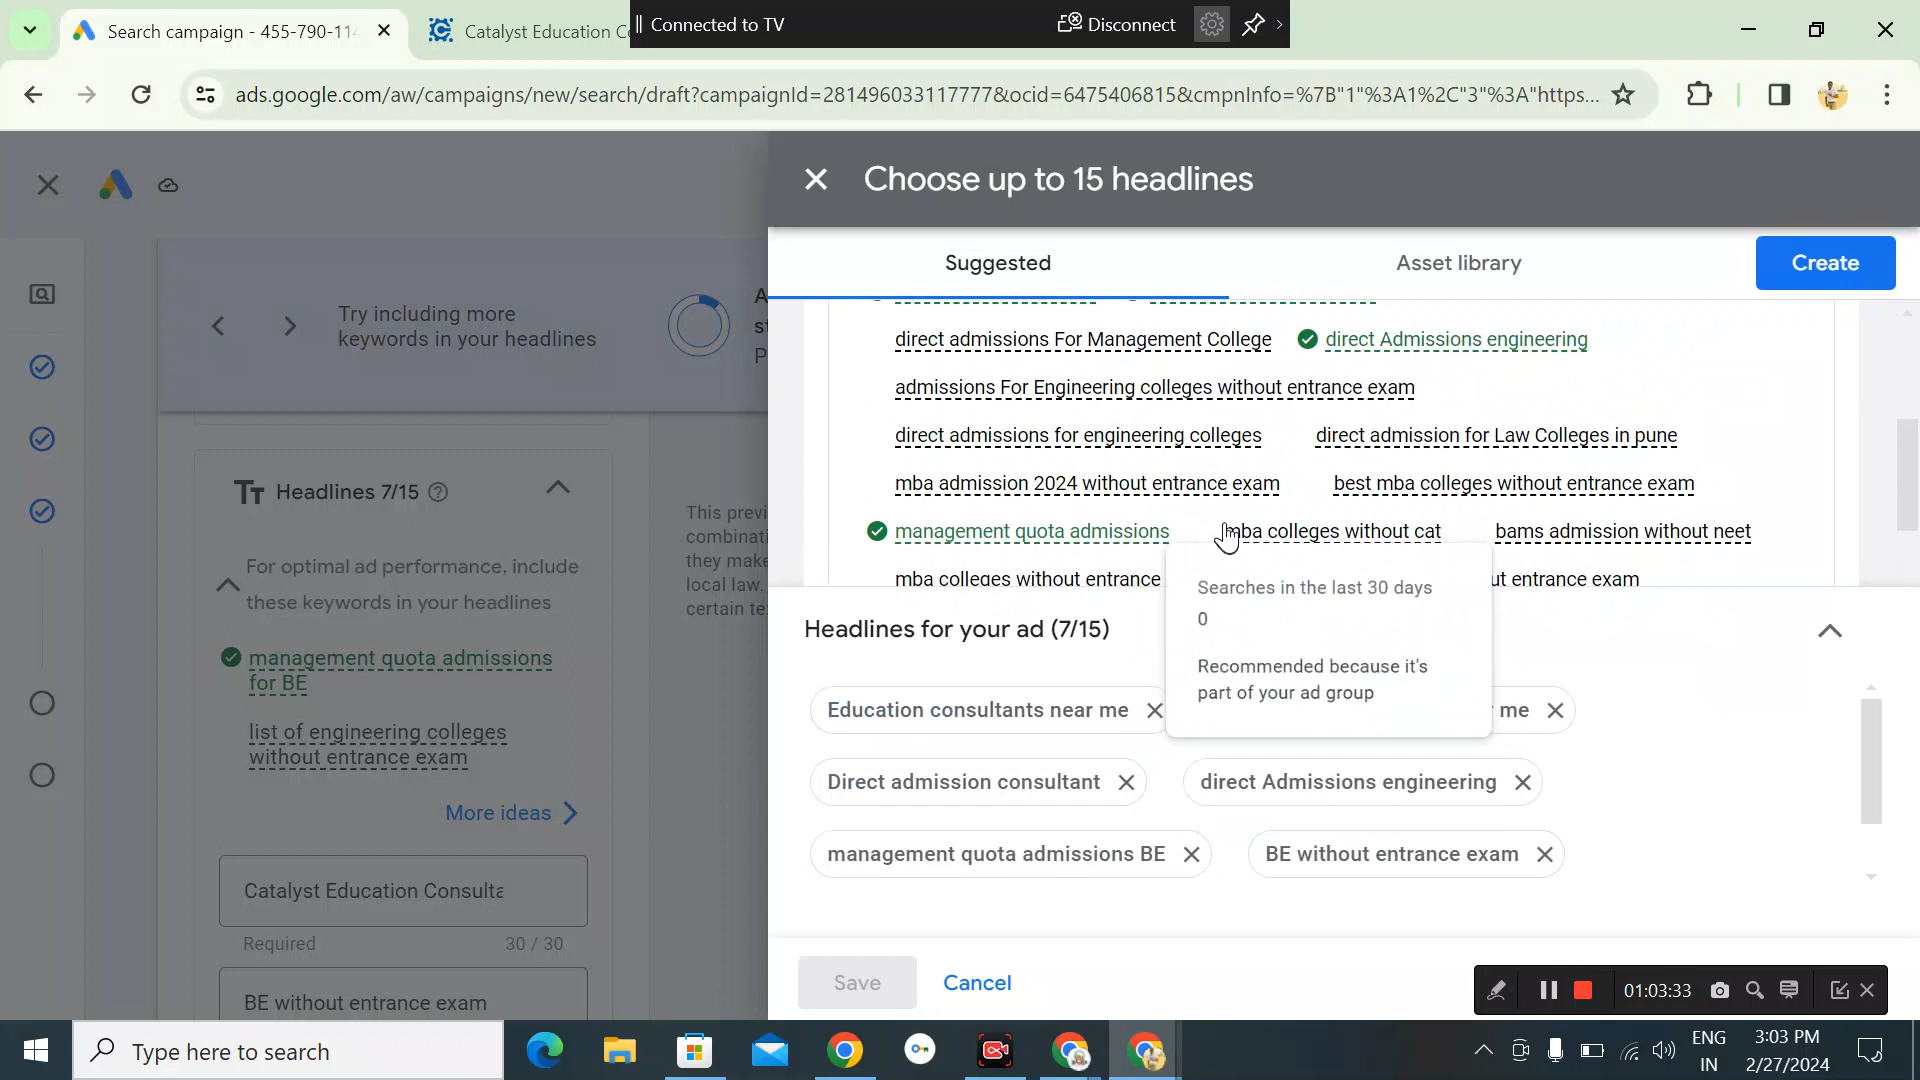 Search campaign - 455-790-114
Catalyst Education Co
Connected to TV
Disconnect
ads.google.com/aw/campaigns/new/search/draft?campaignId=281496033117777&ocid=6475406815&cmpnInfo=%7B"1"%3A1%2C"3"%3A"https...
Choose up to 15 headlines
Suggested
Asset library
Create
Try including more
keywords in your headlines
direct admissions For Management College
direct Admissions engineering
admissions For Engineering colleges without entrance exam
direct admissions for engineering colleges
direct admission for Law Colleges in pune
mba admission 2024 without entrance exam
best mba colleges without entrance exam
management quota admissions
mba colleges without cat
bams admission without neet
mba colleges without entrance
ut entrance exam
Searches in the last 30 days
0
Recommended because it's
part of your ad group
Headlines 7/15
For optimal ad performance, include
these keywords in your headlines
management quota admissions
for BE
list of engineering colleges
without entrance exam
More ideas
Catalyst Education Consulta
Required
30 / 30
BE without entrance exam
This previ
combinati
they make
local law.
certain te
Headlines for your ad (7/15)
Education consultants near me
me
Direct admission consultant
direct Admissions engineering
management quota admissions BE
BE without entrance exam
Save
Cancel
01:03:33
Type here to search
ENG
IN
3:03 PM
2/27/2024